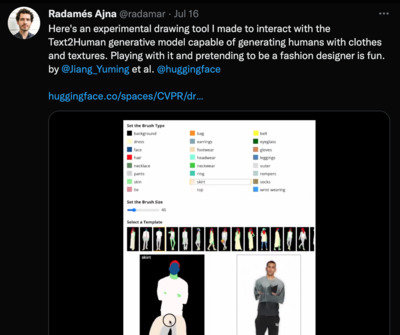 Radamés Ajna @radamar · Jul 16
Here's an experimental drawing tool I made to interact with the
Text2Human generative model capable of generating humans with clothes
and textures. Playing with it and pretending to be a fashion designer is fun.
by @Jiang_Yuming et al. @huggingface
huggingface.co/spaces/CVPR/dr...
Set the Brush Type
background bag belt
dress earrings eyeglass
face footwear gloves
hair headwear leggings
necklace neckwear outer
pants ring rompers
skin skirt socks
tie top wrist wearing
Set the Brush Size
40
Select a Template
skirt